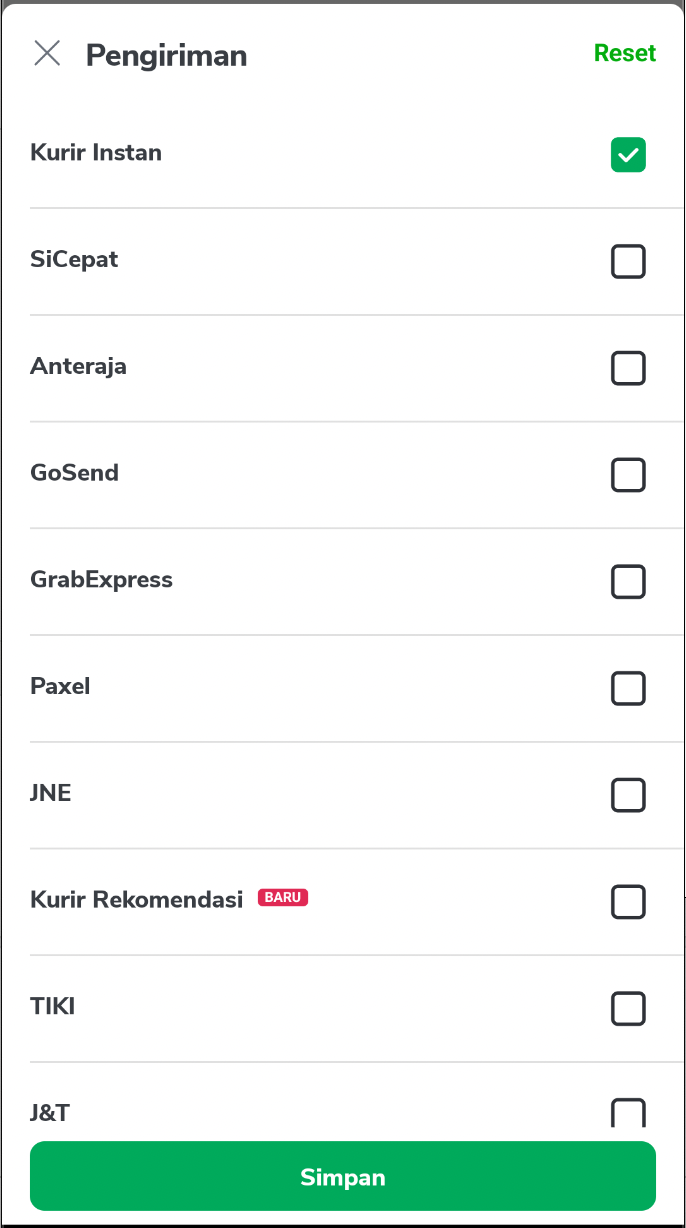 Pengiriman Reset
Kurir Instan
SiCepat
Anteraja
GoSend
GrabExpress
Paxel
JNE
Kurir Rekomendasi BARU
TIKI
J&T
Simpan